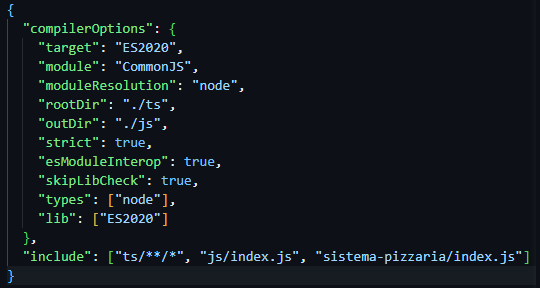 {
  "compilerOptions": {
    "target": "ES2020",
    "module": "CommonJS",
    "moduleResolution": "node",
    "rootDir": "./ts",
    "outDir": "./js",
    "strict": true,
    "esModuleInterop": true,
    "skipLibCheck": true,
    "types": ["node"],
    "lib": ["ES2020"]
  },
  "include": ["ts/**/*", "js/index.js", "sistema-pizzaria/index.js"]
}